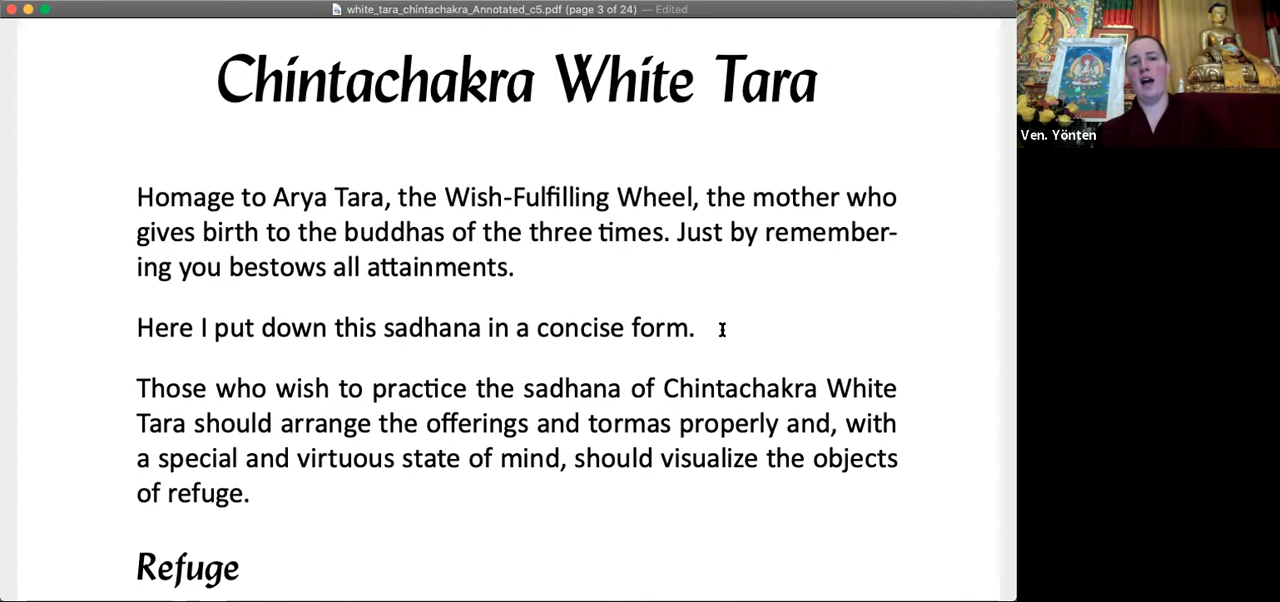 white_tara_chintachakra_Annotated_c5.pdf (page 3 of 24) — Edited
Chintachakra White Tara
Homage to Arya Tara, the Wish-Fulfilling Wheel, the mother who
gives birth to the buddhas of the three times. Just by remember-
ing you bestows all attainments.
Here I put down this sadhana in a concise form.
Those who wish to practice the sadhana of Chintachakra White
Tara should arrange the offerings and tormas properly and, with
a special and virtuous state of mind, should visualize the objects
of refuge.
Refuge
Ven. Yönten